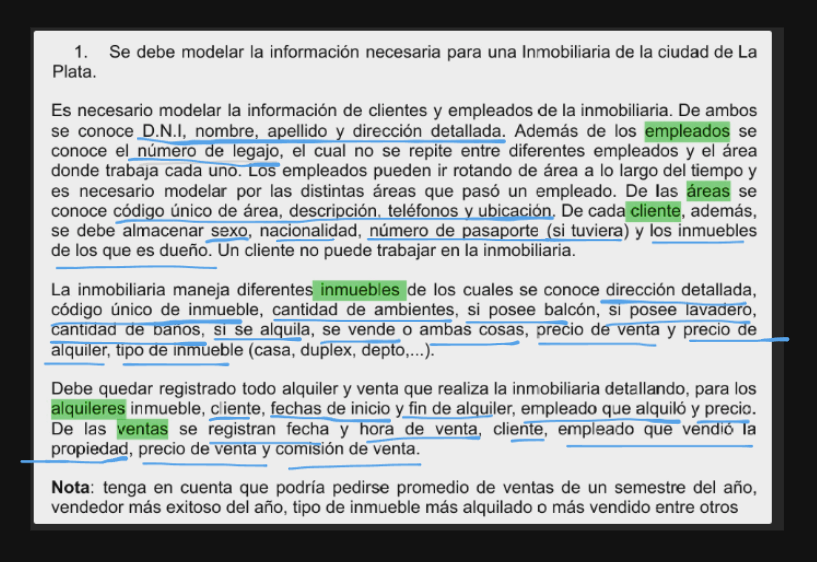 1. Se debe modelar la información necesaria para una Inmobiliaria de la ciudad de La
Plata.
Es necesario modelar la información de clientes y empleados de la inmobiliaria. De ambos
se conoce D.N.I, nombre, apellido y dirección detallada. Además de los empleados se
conoce el número de legajo, el cual no se repite entre diferentes empleados y el área
donde trabaja cada uno. Los empleados pueden ir rotando de área a lo largo del tiempo y
es necesario modelar por las distintas áreas que pasó un empleado. De las áreas se
conoce código único de área, descripción, teléfonos y ubicación. De cada cliente, además,
se debe almacenar sexo, nacionalidad, número de pasaporte (si tuviera) y los inmuebles
de los que es dueño. Un cliente no puede trabajar en la inmobiliaria.
La inmobiliaria maneja diferentes inmuebles de los cuales se conoce dirección detallada,
código único de inmueble, cantidad de ambientes, si posee balcón, si posee lavadero,
cantidad de baños, si se alquila, se vende o ambas cosas, precio de venta y precio de
alquiler, tipo de inmueble (casa, duplex, depto,...).
Debe quedar registrado todo alquiler y venta que realiza la inmobiliaria detallando, para los
alquileres inmueble, cliente, fechas de inicio y fin de alquiler, empleado que alquiló y precio.
De las ventas se registran fecha y hora de venta, cliente, empleado que vendió la
propiedad, precio de venta y comisión de venta.
Nota: tenga en cuenta que podría pedirse promedio de ventas de un semestre del año,
vendedor más exitoso del año, tipo de inmueble más alquilado o más vendido entre otros